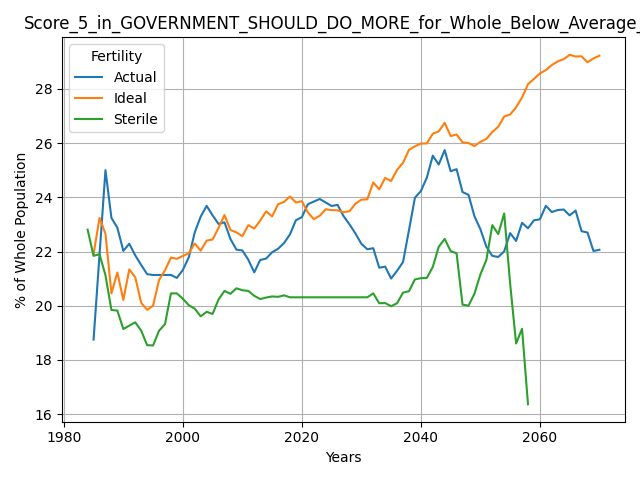 Score_5_in_GOVERNMENT_SHOULD_DO_MORE_for_Whole_Below_Average_
Fertility
Actual
Ideal
Sterile
% of Whole Population
28
26
24
22
20
18
16
1980 2000 2020 2040 2060
Years